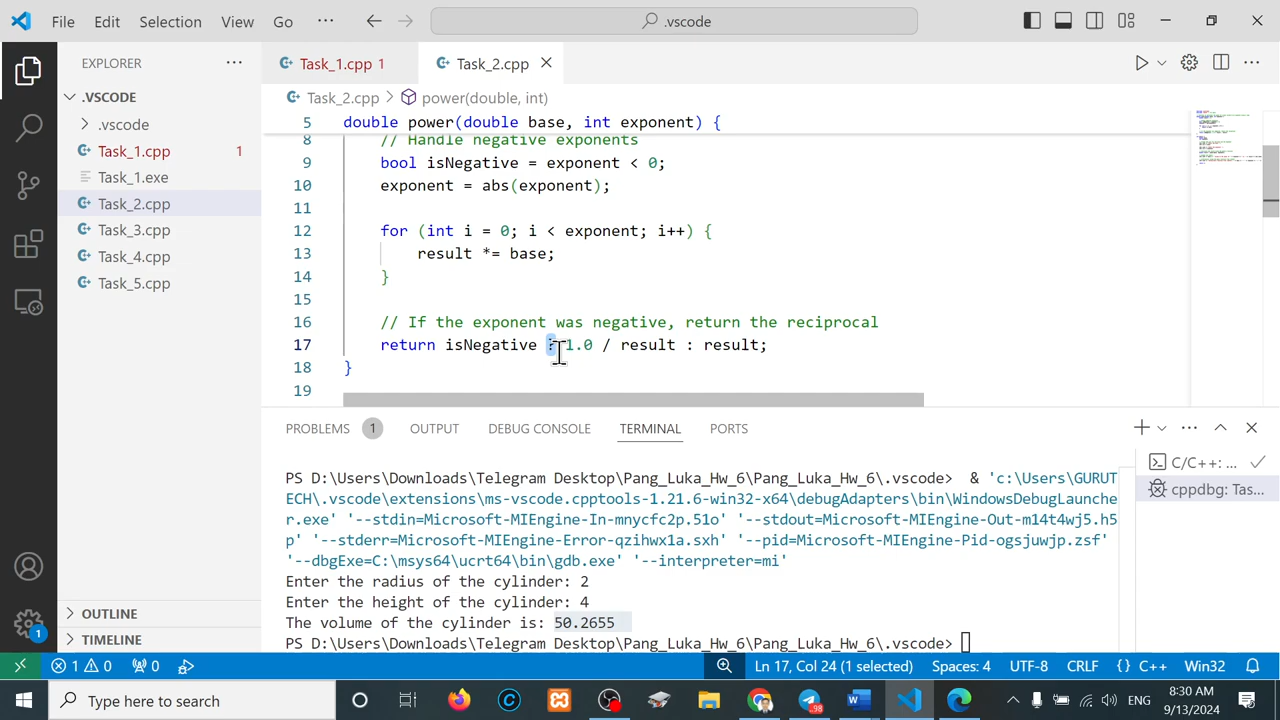 File Edit Selection View Go ··· .vscode
EXPLORER ···
.VSCODE
.vscode
Task_1.cpp 1
Task_1.exe
Task_2.cpp
Task_3.cpp
Task_4.cpp
Task_5.cpp
OUTLINE
TIMELINE
1
Task_1.cpp 1 Task_2.cpp
Task_2.cpp > power(double, int)
5 double power(double base, int exponent) {
8 // Handle negative exponents
9 bool isNegative = exponent < 0;
10 exponent = abs(exponent);
11
12 for (int i = 0; i < exponent; i++) {
13 result *= base;
14 }
15
16 // If the exponent was negative, return the reciprocal
17 return isNegative ? 1.0 / result : result;
18 }
19
PROBLEMS 1 OUTPUT DEBUG CONSOLE TERMINAL PORTS
PS D:\Users\Downloads\Telegram Desktop\Pang_Luka_Hw_6\Pang_Luka_Hw_6\.vscode> & 'c:\Users\GURUT
ECH\.vscode\extensions\ms-vscode.cpptools-1.21.6-win32-x64\debugAdapters\bin\WindowsDebugLaunche
r.exe' '--stdin=Microsoft-MIEngine-In-mnycfc2p.51o' '--stdout=Microsoft-MIEngine-Out-m14t4wj5.h5
p' '--stderr=Microsoft-MIEngine-Error-qzihwx1a.sxh' '--pid=Microsoft-MIEngine-Pid-ogsjuwjp.zsf'
'--dbgExe=C:\msys64\ucrt64\bin\gdb.exe' '--interpreter=mi'
Enter the radius of the cylinder: 2
Enter the height of the cylinder: 4
The volume of the cylinder is: 50.2655
PS D:\Users\Downloads\Telegram Desktop\Pang_Luka_Hw_6\Pang_Luka_Hw_6\.vscode>
C/C++: ...
cppdbg: Tas...
1 0 0 Ln 17, Col 24 (1 selected) Spaces: 4 UTF-8 CRLF {} C++ Win32
Type here to search
98
ENG
8:30 AM
9/13/2024